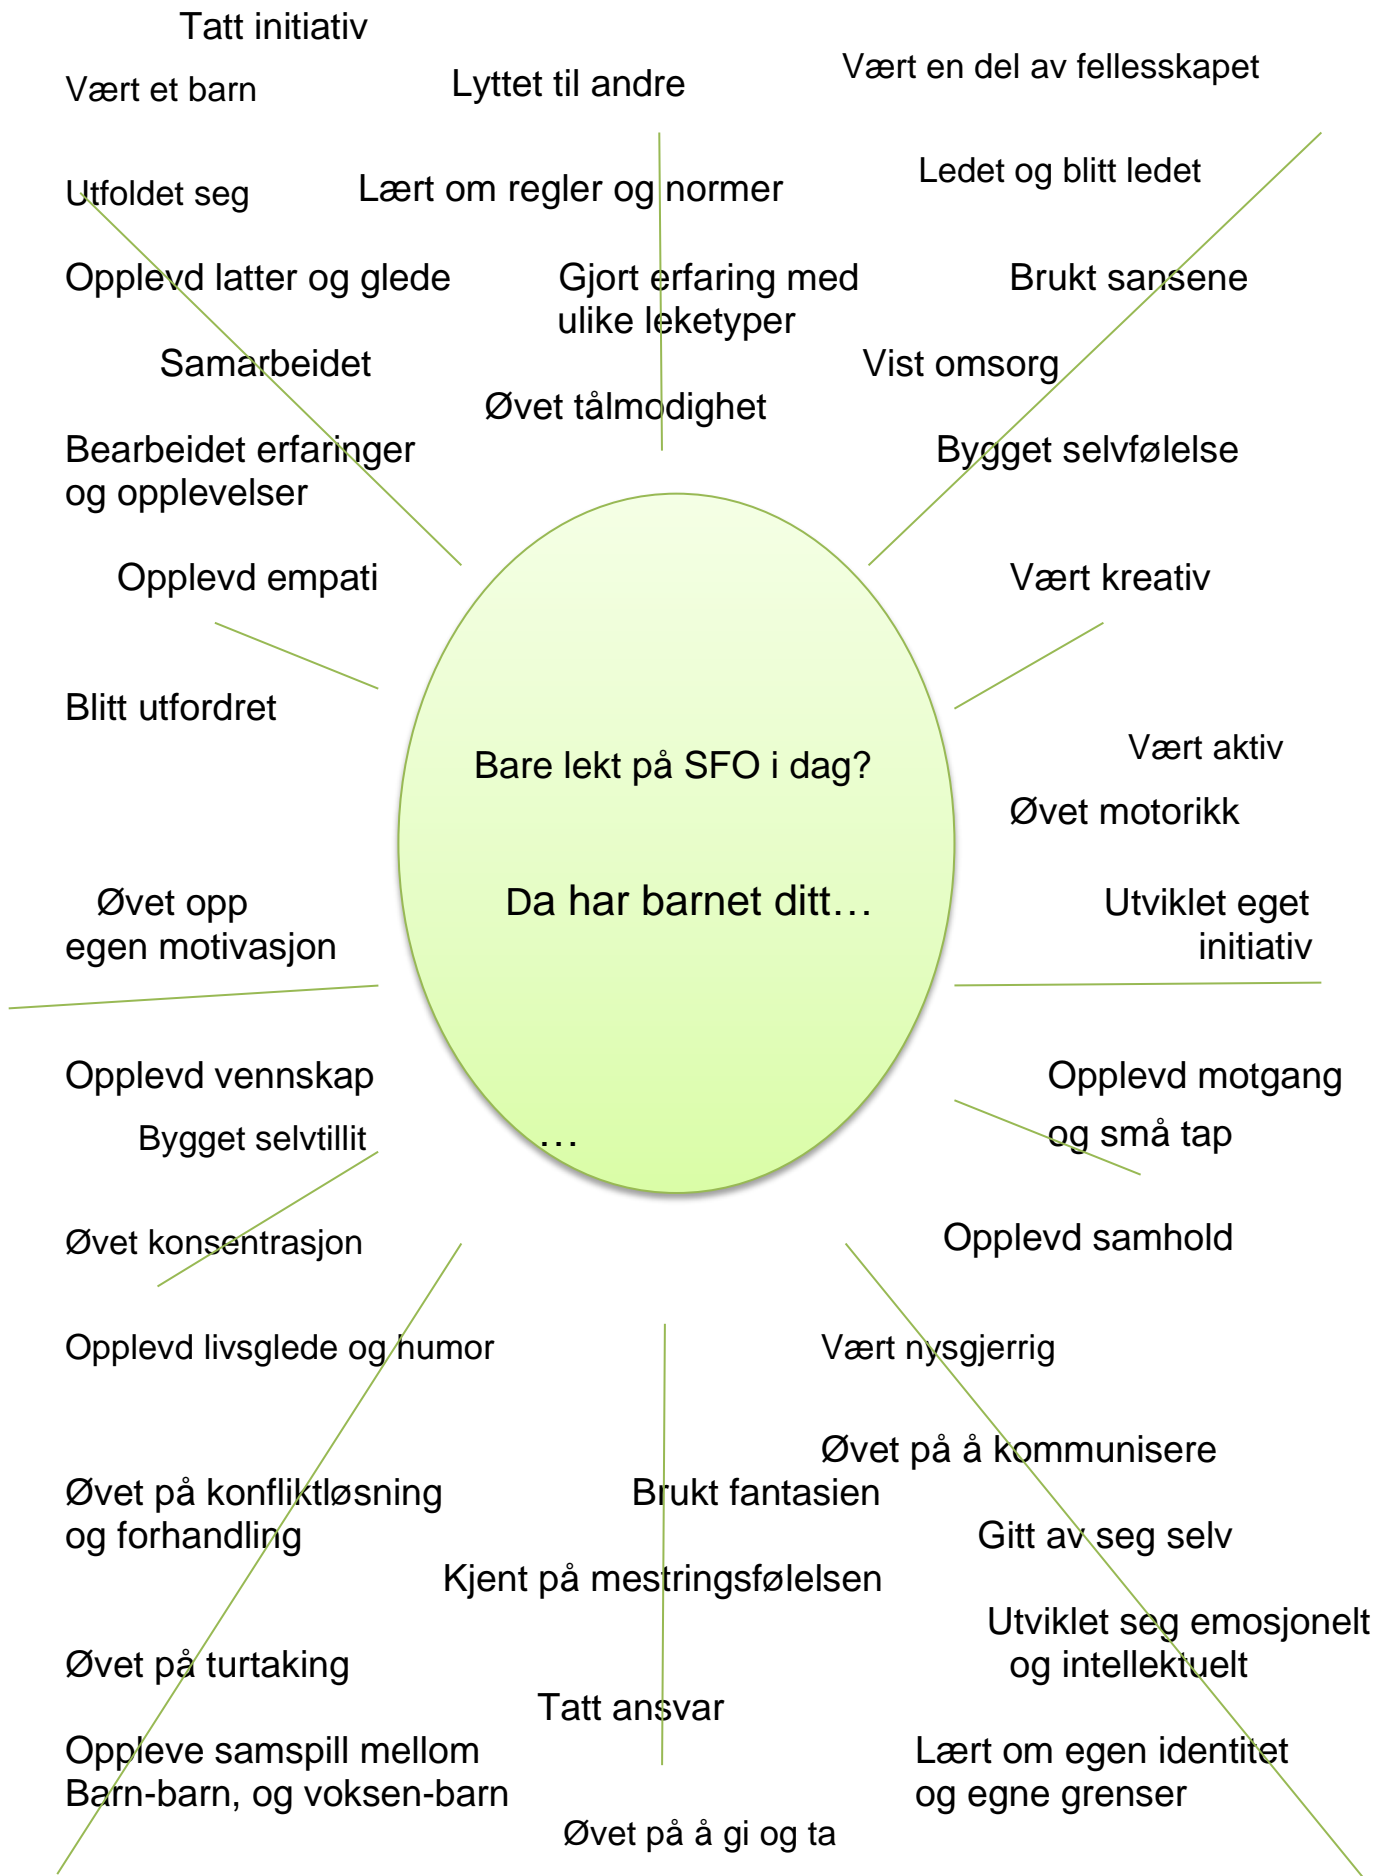 Tatt initiativ
Vært et barn
Lyttet til andre
Vært en del av fellesskapet
Utfoldet seg
Lært om regler og normer
Ledet og blitt ledet
Opplevd latter og glede
Gjort erfaring med
ulike leketyper
Brukt sansene
Samarbeidet
Vist omsorg
Øvet tålmodighet
Bearbeidet erfaringer
og opplevelser
Bygget selvfølelse
Opplevd empati
Vært kreativ
Blitt utfordret
Bare lekt på SFO i dag?
Vært aktiv
Øvet motorikk
Øvet opp
egen motivasjon
Da har barnet ditt…
Utviklet eget
initiativ
Opplevd vennskap
Opplevd motgang
og små tap
Bygget selvtillit
…
Øvet konsentrasjon
Opplevd samhold
Opplevd livsglede og humor
Vært nysgjerrig
Øvet på å kommunisere
Øvet på konfliktløsning
og forhandling
Brukt fantasien
Gitt av seg selv
Kjent på mestringsfølelsen
Utviklet seg emosjonelt
og intellektuelt
Øvet på turtaking
Tatt ansvar
Oppleve samspill mellom
Barn-barn, og voksen-barn
Lært om egen identitet
og egne grenser
Øvet på å gi og ta